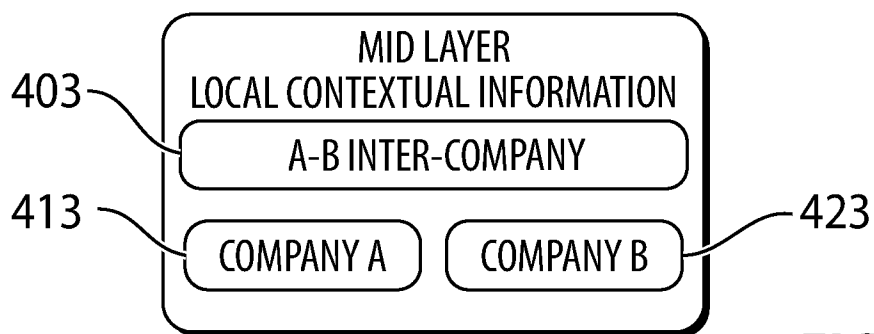 MID LAYER
LOCAL CONTEXTUAL INFORMATION
403
A-B INTER-COMPANY
413
COMPANY A
COMPANY B
423